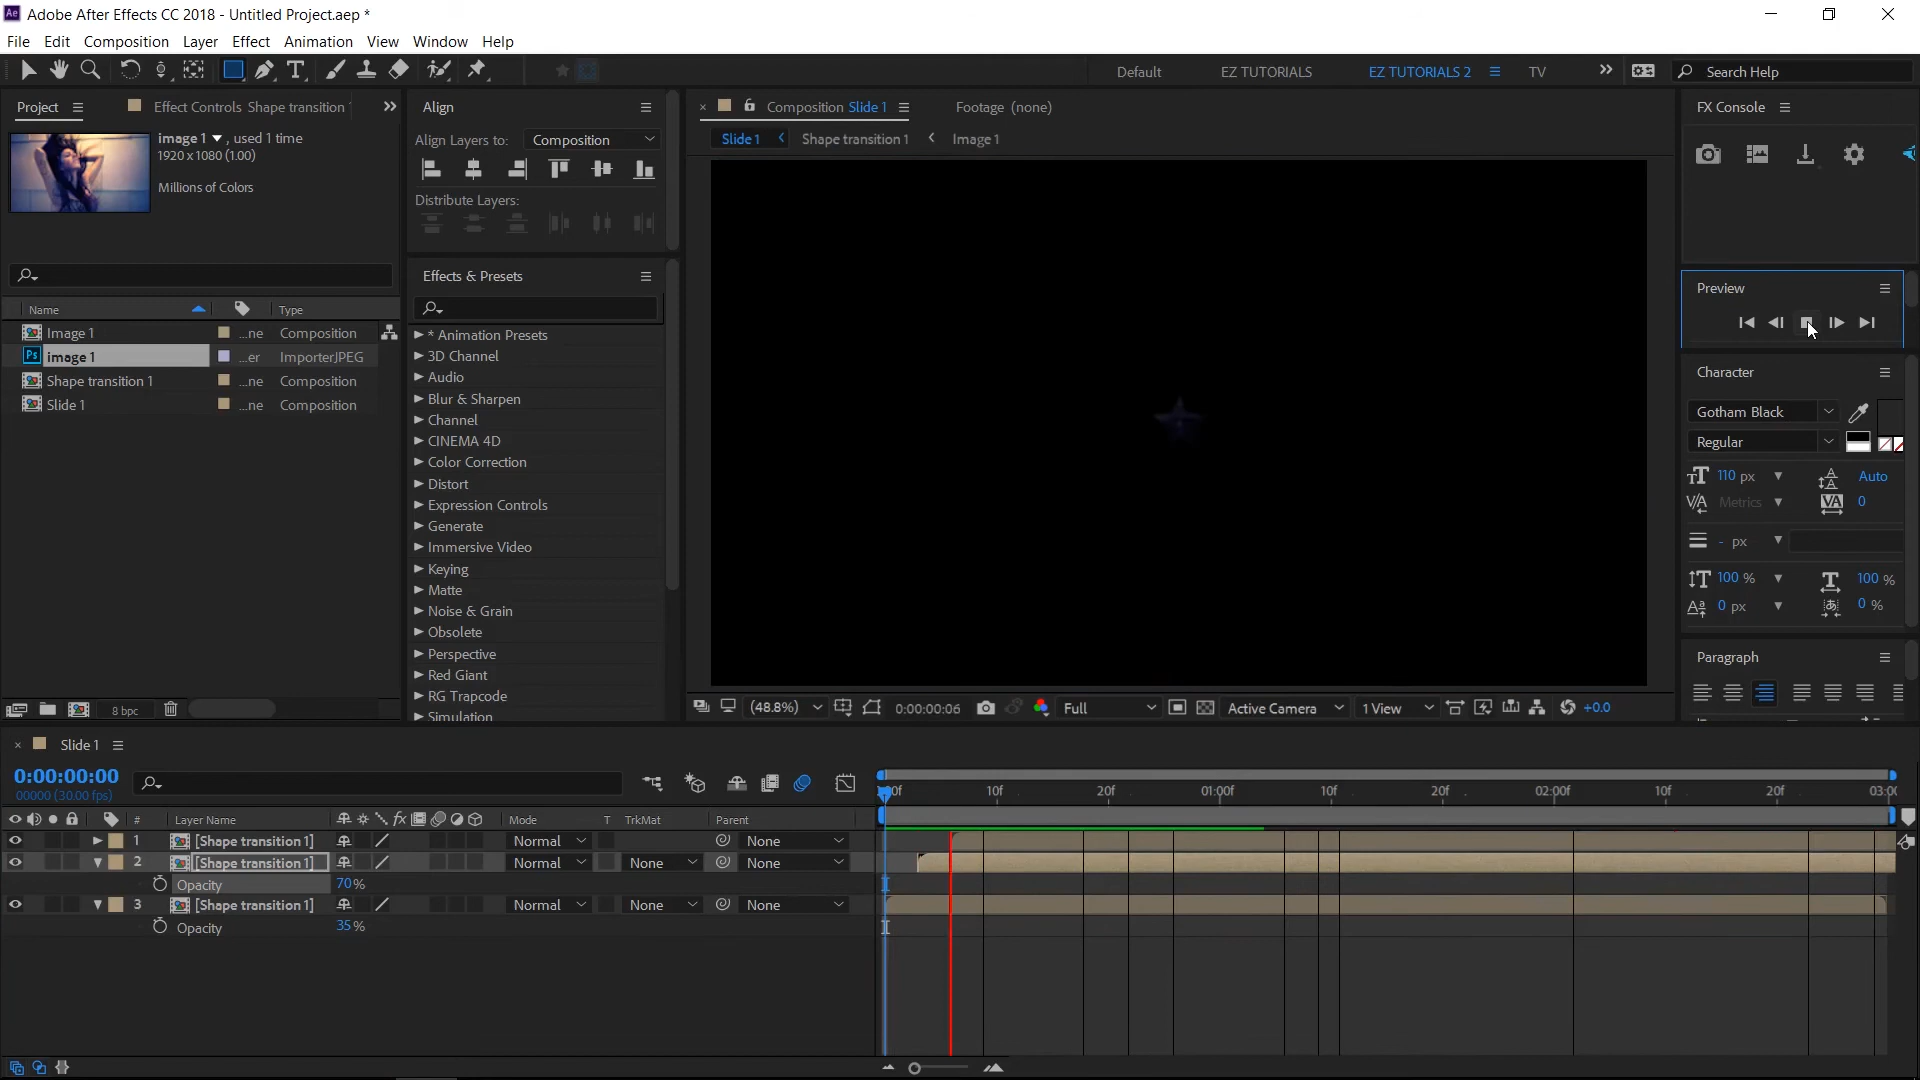 Ae Adobe After Effects CC 2018 - Untitled Project.aep *
File Edit Composition Layer Effect Animation View Window Help
Default EZ TUTORIALS EZ TUTORIALS 2 TV Search Help
Project Effect Controls Shape transition
image 1 , used 1 time
1920 x 1080 (1.00)
Millions of Colors
Name Type
Image 1 ...ne Composition
Ps image 1 ...er ImporterJPEG
Shape transition 1 ...ne Composition
Slide 1 ...ne Composition
8 bpc
Align
Align Layers to: Composition
Distribute Layers:
Effects & Presets
* Animation Presets
3D Channel
Audio
Blur & Sharpen
Channel
CINEMA 4D
Color Correction
Distort
Expression Controls
Generate
Immersive Video
Keying
Matte
Noise & Grain
Obsolete
Perspective
Red Giant
RG Trapcode
Simulation
Composition Slide 1 Footage (none)
Slide 1 Shape transition 1 Image 1
(48.8%) 0:00:00:06 Full Active Camera 1 View +0.0
FX Console
Preview
Character
Gotham Black
Regular
110 px Auto
Metrics 0
- px
100 % 100 %
0 px 0 %
Paragraph
Slide 1
0:00:00:00
00000 (30.00 fps)
:00f 10f 20f 01:00f 10f 20f 02:00f 10f 20f 03:00
# Layer Name Mode T TrkMat Parent
1 [Shape transition 1] Normal None
2 [Shape transition 1] Normal None None
Opacity 70%
3 [Shape transition 1] Normal None None
Opacity 35%